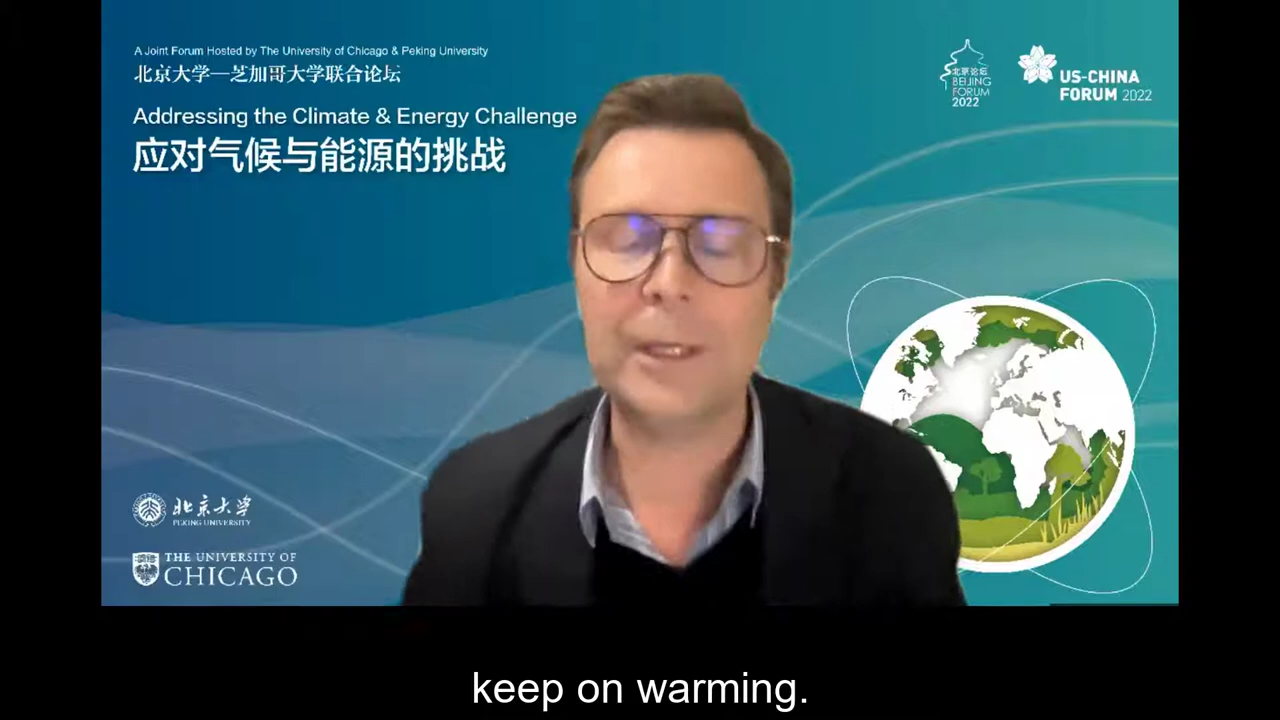 A Joint Forum Hosted by The University of Chicago & Peking University
北京大学—芝加哥大学联合论坛
Addressing the Climate & Energy Challenge
应对气候与能源的挑战
北京论坛
BEIJING
FORUM
2022
US-CHINA
FORUM 2022
北京大学
PEKING UNIVERSITY
THE UNIVERSITY OF
CHICAGO
keep on warming.